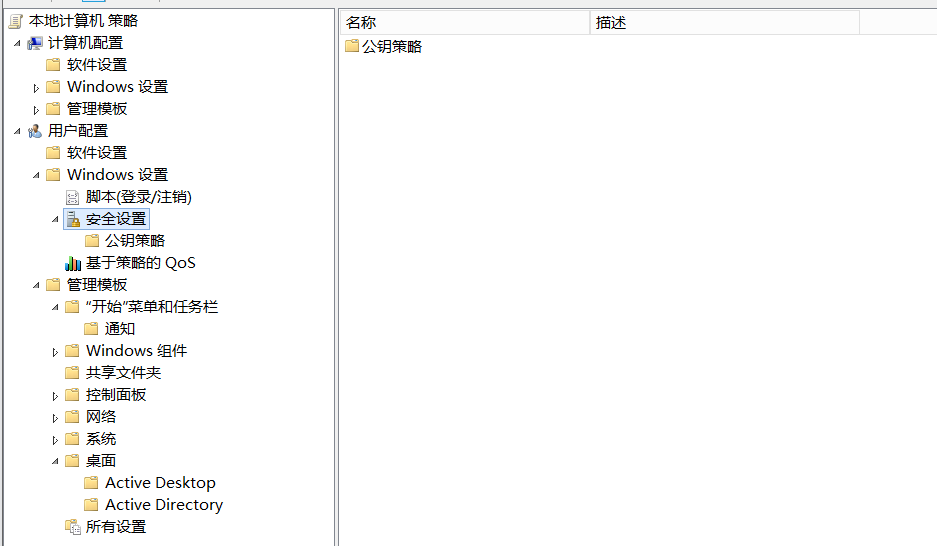 本地计算机 策略
计算机配置
软件设置
Windows 设置
管理模板
用户配置
软件设置
Windows 设置
脚本(登录/注销)
安全设置
公钥策略
基于策略的 QoS
管理模板
“开始”菜单和任务栏
通知
Windows 组件
共享文件夹
控制面板
网络
系统
桌面
Active Desktop
Active Directory
所有设置
名称 描述
公钥策略